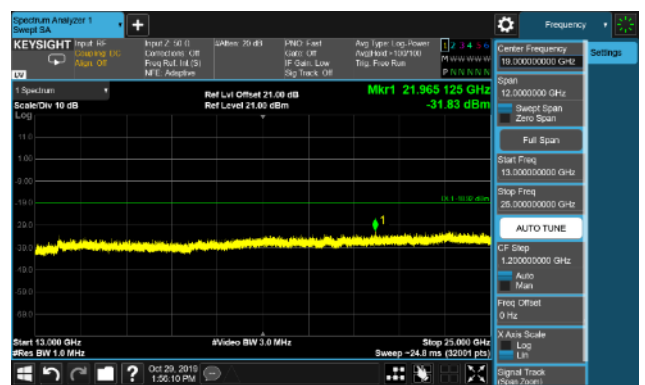 Spectrum Analyzer 1
Swept SA
Frequency
KEYSIGHT
Input: RF
Coupling: DC
Align: Off
Input Z: 50 Ω
Corrections: Off
Freq Ref: Int (S)
NFE: Adaptive
#Atten: 20 dB
PNO: Fast
Gate: Off
IF Gain: Low
Sig Track: Off
Avg Type: Log-Power
Avg|Hold: >100/100
Trig: Free Run
1 2 3 4 5 6
M W W W W W
P N N N N N
LV
1 Spectrum
Scale/Div 10 dB
Log
Ref Lvl Offset 21.00 dB
Ref Level 21.00 dBm
Mkr1 21.965 125 GHz
-31.83 dBm
11.0
1.00
-9.00
-19.0
-29.0
-39.0
-49.0
-59.0
-69.0
1
Start 13.000 GHz
#Res BW 1.0 MHz
#Video BW 3.0 MHz
Stop 25.000 GHz
Sweep ~24.8 ms (32001 pts)
Oct 29, 2019
1:56:10 PM
Center Frequency
19.000000000 GHz
Settings
Span
12.0000000 GHz
Swept Span
Zero Span
Full Span
Start Freq
13.000000000 GHz
Stop Freq
25.000000000 GHz
AUTO TUNE
CF Step
1.200000000 GHz
Auto
Man
Freq Offset
0 Hz
X Axis Scale
Log
Lin
Signal Track
(Span Zoom)